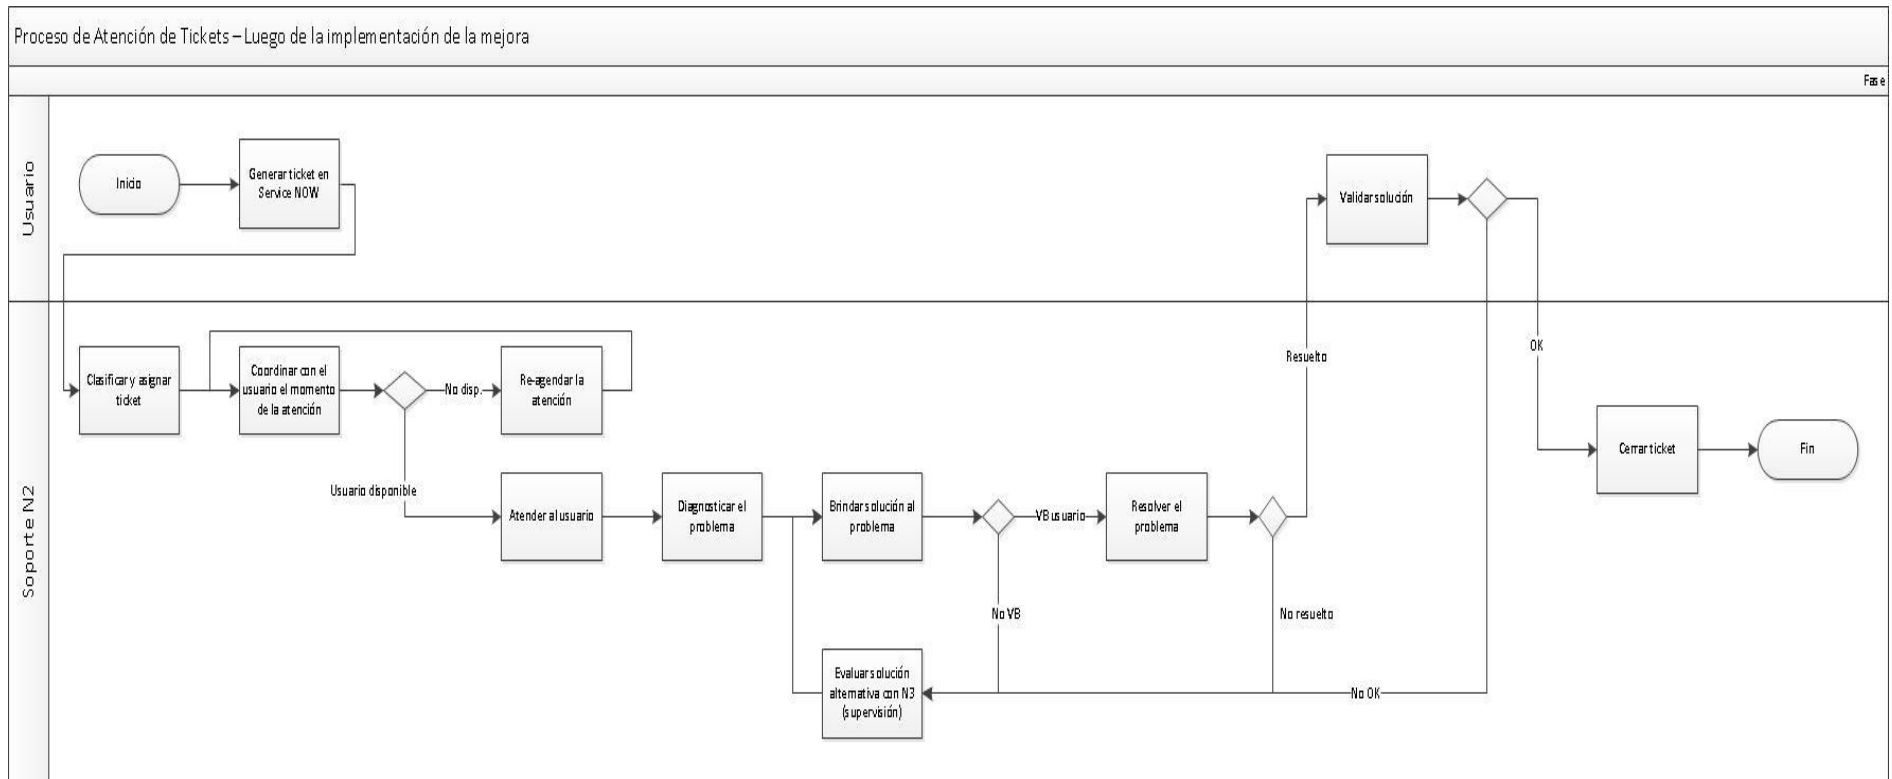 Proceso de Atención de Tickets – Luego de la implementación de la mejora
Fase
Usuario
Inicio
Generar ticket en
Service NOW
Validar solución
Soporte N2
Clasificar y asignar
ticket
Coordinar con el
usuario el momento
de la atención
No disp.
Re-agendar la
atención
Resuelto
OK
Usuario disponible
Atender al usuario
Diagnosticar el
problema
Brindar solución al
problema
VB usuario
Resolver el
problema
Cerrar ticket
Fin
No VB
No resuelto
Evaluar solución
alternativa con N3
(supervisión)
No OK